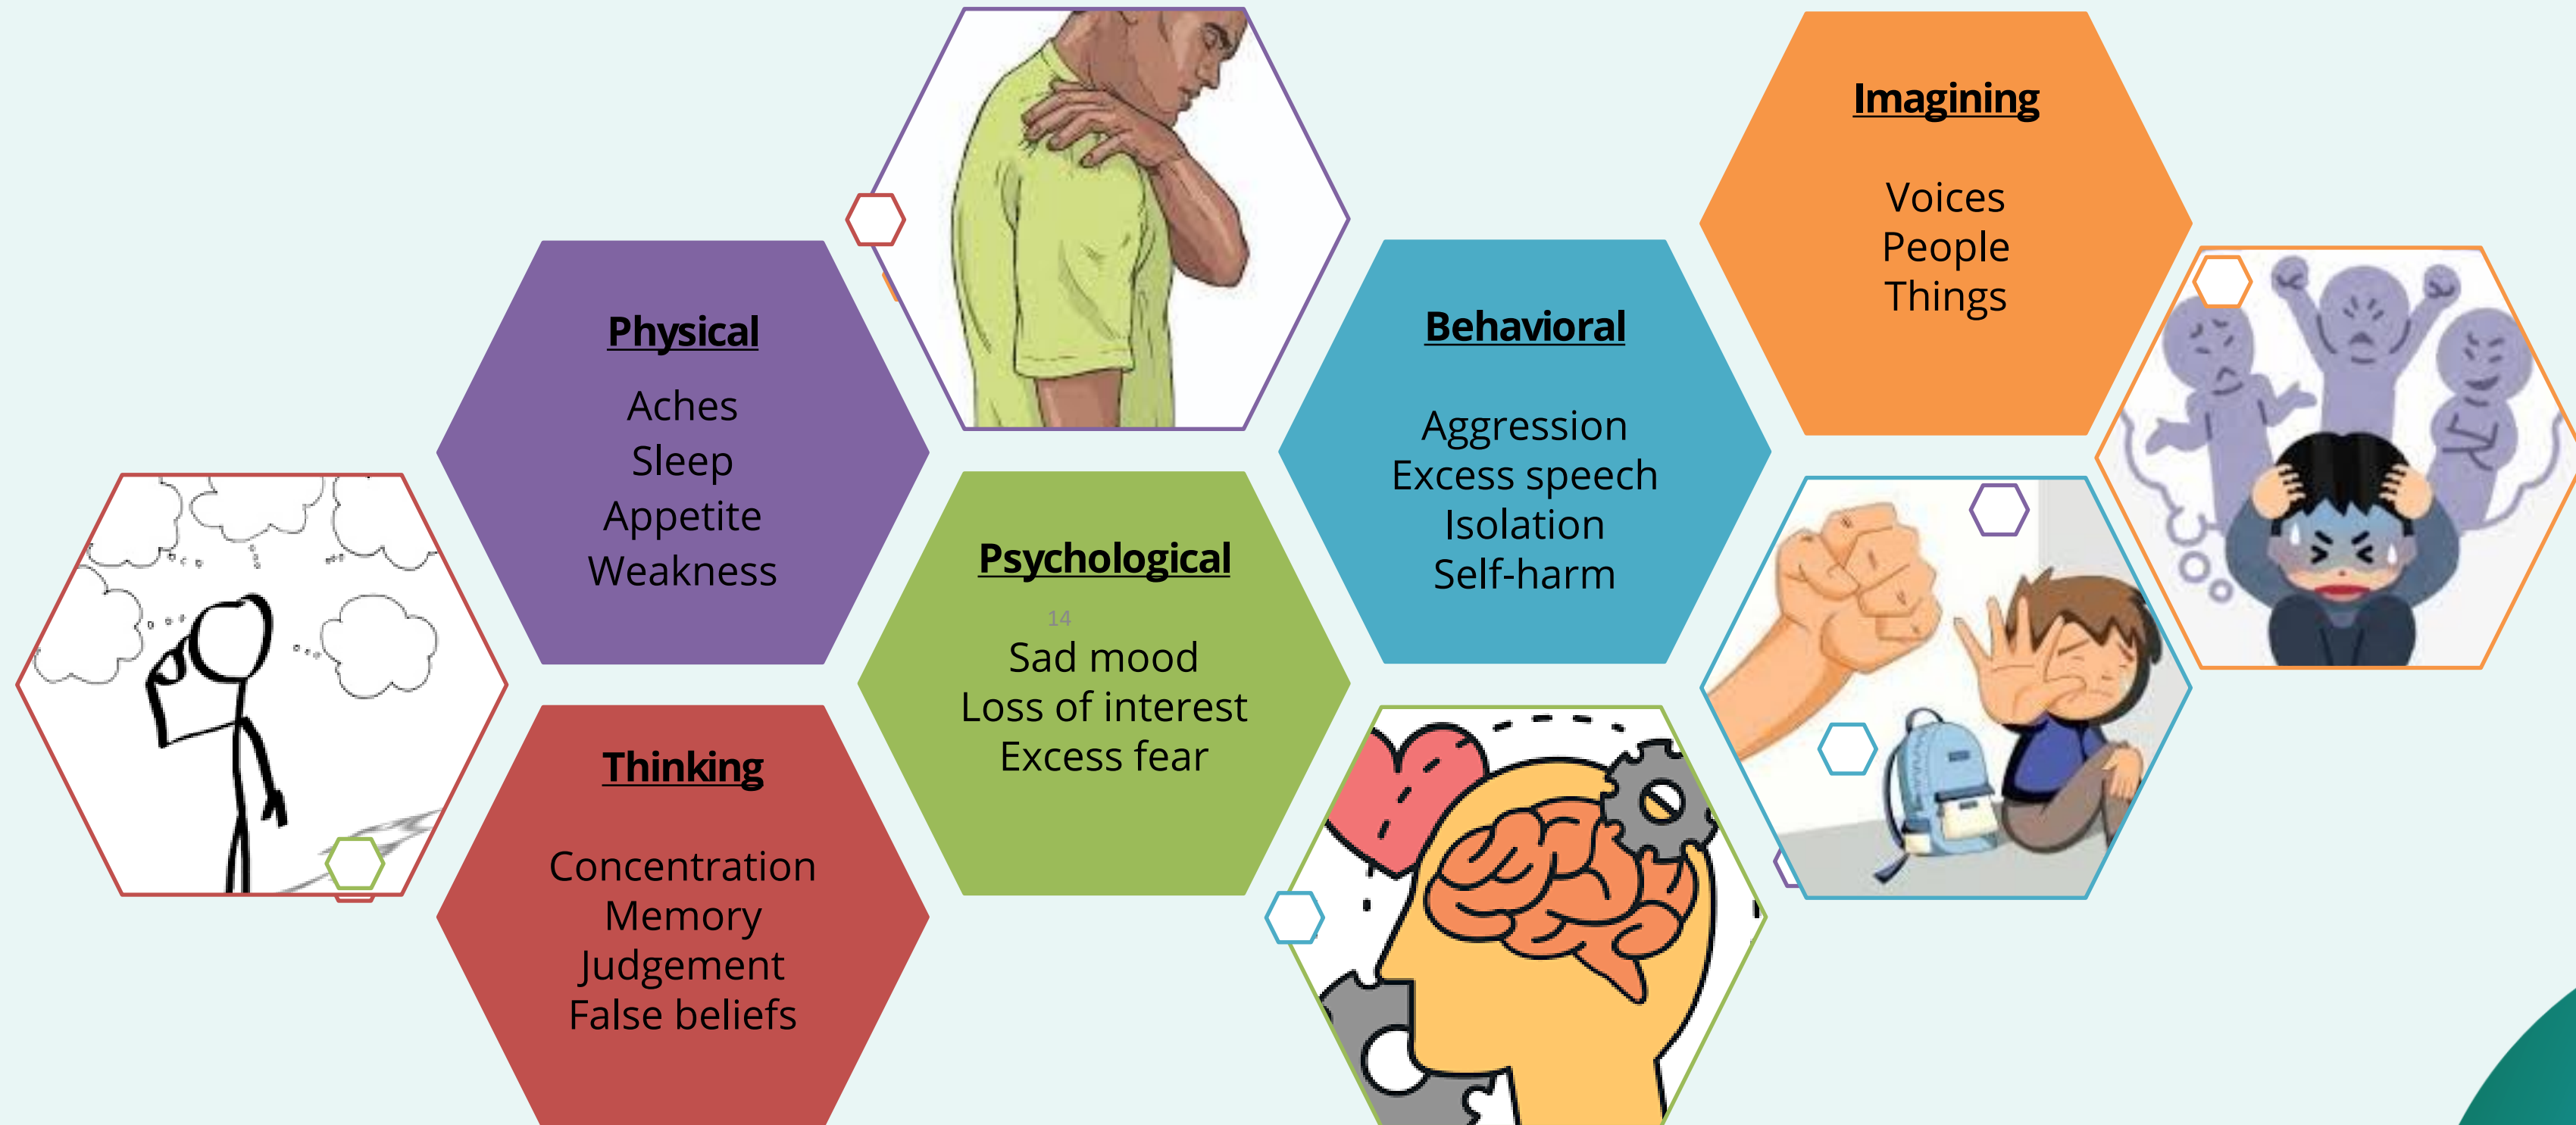 Physical
Aches
Sleep
Appetite
Weakness
Thinking
Concentration
Memory
Judgement
False beliefs
Psychological
14
Sad mood
Loss of interest
Excess fear
Behavioral
Aggression
Excess speech
Isolation
Self-harm
Imagining
Voices
People
Things